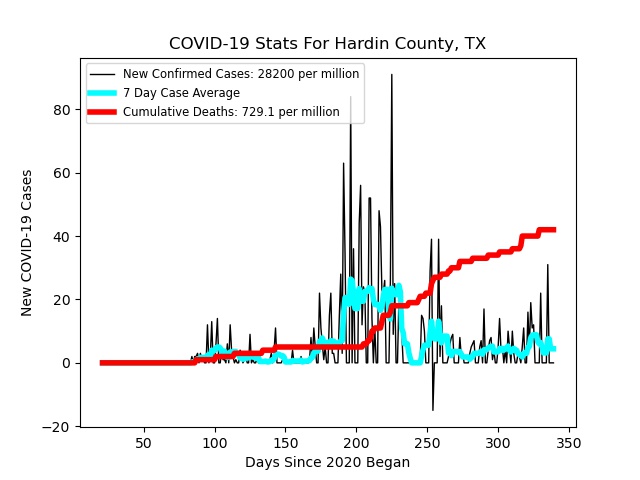 COVID-19 Stats For Hardin County, TX
New Confirmed Cases: 28200 per million
7 Day Case Average
Cumulative Deaths: 729.1 per million
New COVID-19 Cases
80
60
40
20
0
−20
50
100
150
200
250
300
350
Days Since 2020 Began